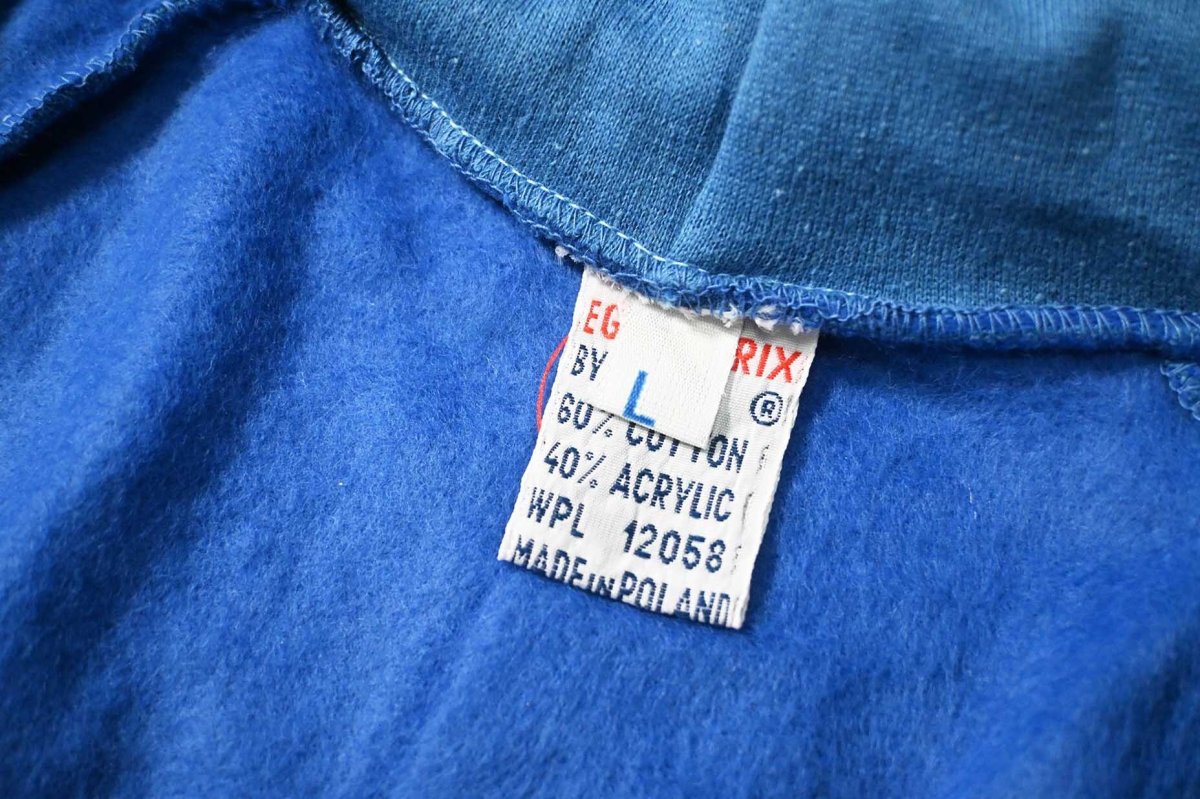 EG RIX
BY
L
®
60% COTTON
40% ACRYLIC
WPL 12058
MADE IN POLAND